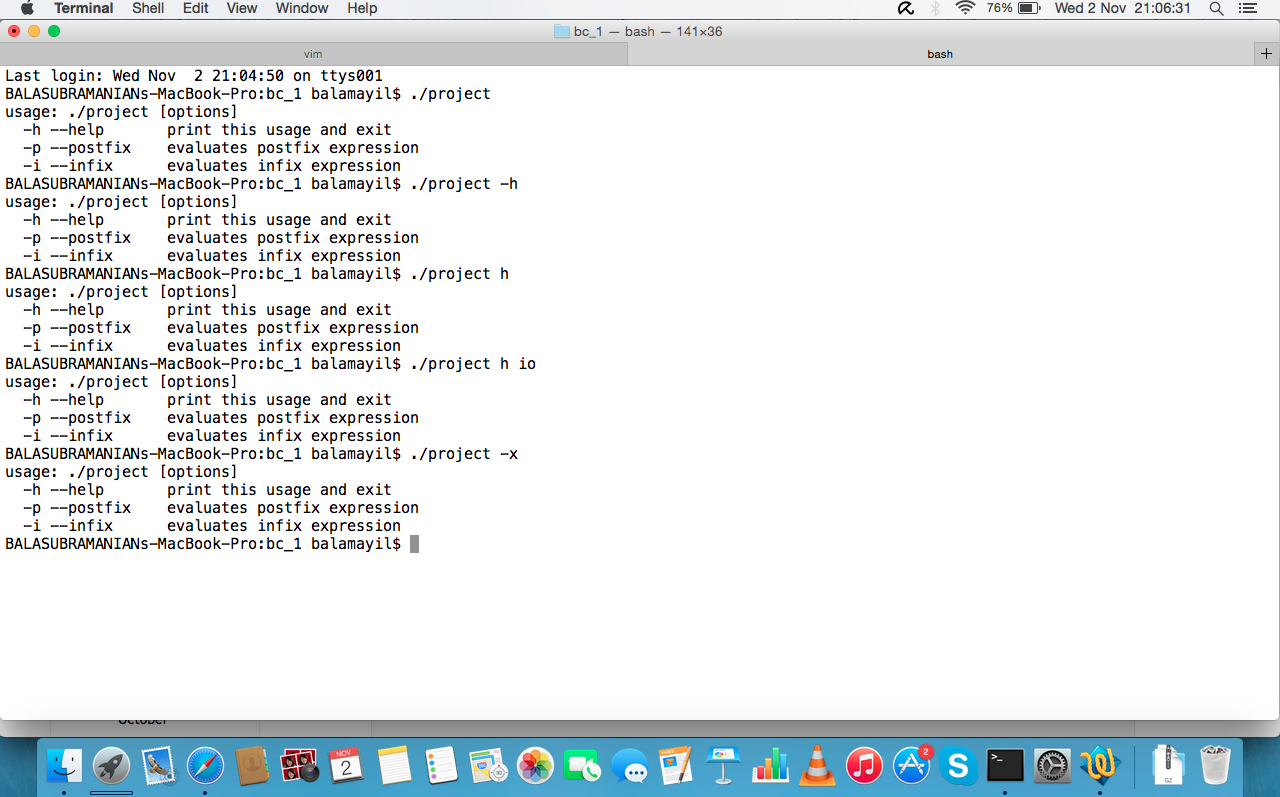 Terminal Shell Edit View Window Help 76% Wed 2 Nov 21:06:31
bc_1 — bash — 141×36
vim bash +
Last login: Wed Nov  2 21:04:50 on ttys001
BALASUBRAMANIANs-MacBook-Pro:bc_1 balamayil$ ./project
usage: ./project [options]
  -h --help       print this usage and exit
  -p --postfix    evaluates postfix expression
  -i --infix      evaluates infix expression
BALASUBRAMANIANs-MacBook-Pro:bc_1 balamayil$ ./project -h
usage: ./project [options]
  -h --help       print this usage and exit
  -p --postfix    evaluates postfix expression
  -i --infix      evaluates infix expression
BALASUBRAMANIANs-MacBook-Pro:bc_1 balamayil$ ./project h
usage: ./project [options]
  -h --help       print this usage and exit
  -p --postfix    evaluates postfix expression
  -i --infix      evaluates infix expression
BALASUBRAMANIANs-MacBook-Pro:bc_1 balamayil$ ./project h io
usage: ./project [options]
  -h --help       print this usage and exit
  -p --postfix    evaluates postfix expression
  -i --infix      evaluates infix expression
BALASUBRAMANIANs-MacBook-Pro:bc_1 balamayil$ ./project -x
usage: ./project [options]
  -h --help       print this usage and exit
  -p --postfix    evaluates postfix expression
  -i --infix      evaluates infix expression
BALASUBRAMANIANs-MacBook-Pro:bc_1 balamayil$
October
NOV
2
2
S
>_
GZ